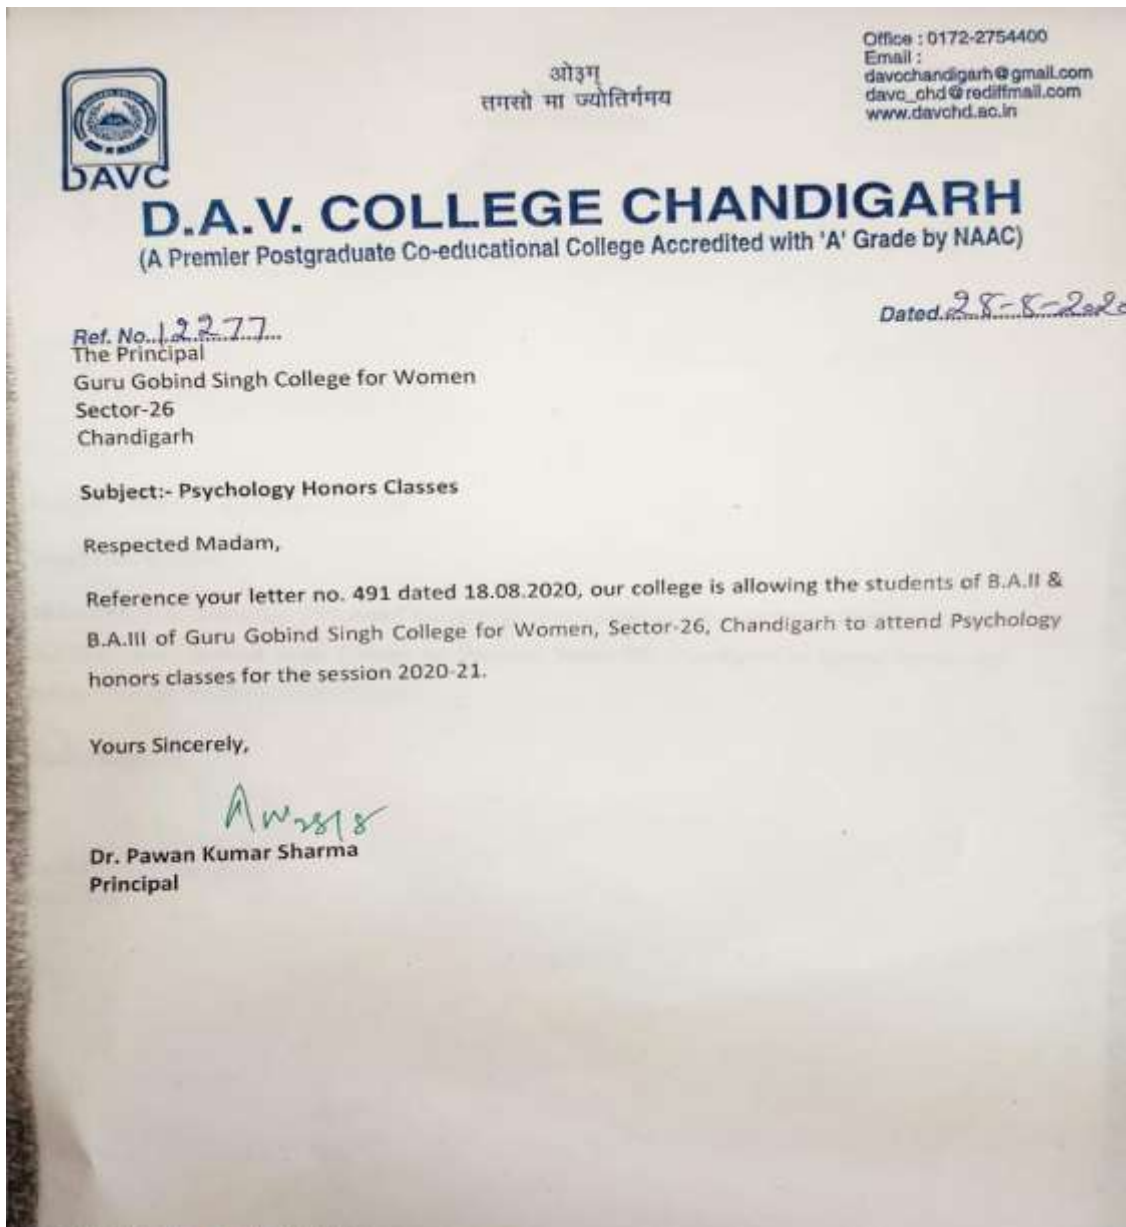 DAVC
ओ३म्
तमसो मा ज्योतिर्गमय
Office : 0172-2754400
Email :
davcchandigarh@gmail.com
davc_chd@rediffmail.com
www.davchd.ac.in
D.A.V. COLLEGE CHANDIGARH
(A Premier Postgraduate Co-educational College Accredited with 'A' Grade by NAAC)
Ref. No. 12277
Dated. 28-8-2020
The Principal
Guru Gobind Singh College for Women
Sector-26
Chandigarh
Subject:- Psychology Honors Classes
Respected Madam,
Reference your letter no. 491 dated 18.08.2020, our college is allowing the students of B.A.II &
B.A.III of Guru Gobind Singh College for Women, Sector-26, Chandigarh to attend Psychology
honors classes for the session 2020-21.
Yours Sincerely,
28/8
Dr. Pawan Kumar Sharma
Principal